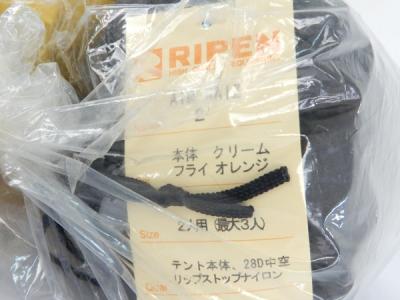 RIPEN
2
本体 クリーム
フライ オレンジ
Size
2人用(最大3人)
テント本体、28D中空
リップストップナイロン